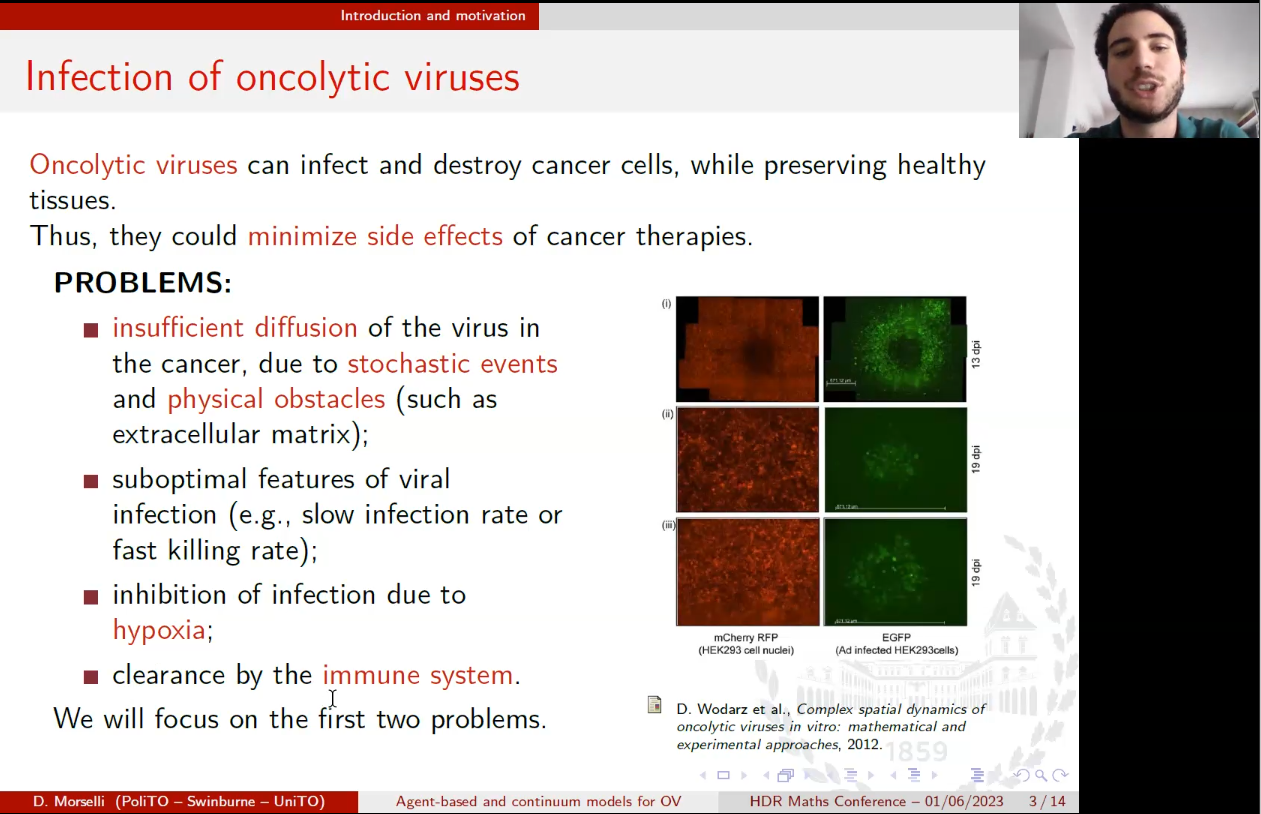 Introduction and motivation
Infection of oncolytic viruses
Oncolytic viruses can infect and destroy cancer cells, while preserving healthy
tissues.
Thus, they could minimize side effects of cancer therapies.
PROBLEMS:
insufficient diffusion of the virus in
the cancer, due to stochastic events
and physical obstacles (such as
extracellular matrix);
suboptimal features of viral
infection (e.g., slow infection rate or
fast killing rate);
inhibition of infection due to
hypoxia;
clearance by the immune system.
We will focus on the first two problems.
(i)
13 dpi
(ii)
19 dpi
(iii)
19 dpi
mCherry RFP
(HEK293 cell nuclei)
EGFP
(Ad infected HEK293cells)
D. Wodarz et al., Complex spatial dynamics of
oncolytic viruses in vitro: mathematical and
experimental approaches, 2012.
1859
D. Morselli (PoliTO – Swinburne – UniTO)
Agent-based and continuum models for OV
HDR Maths Conference – 01/06/2023
3 / 14